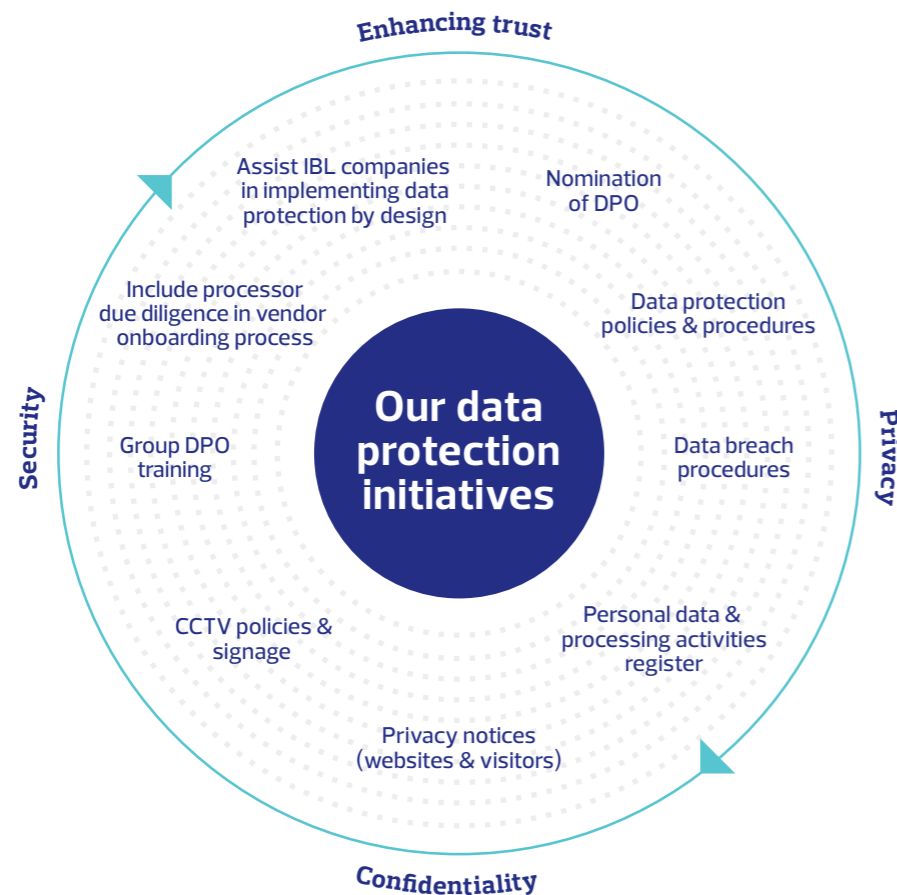 Enhancing trust
Assist IBL companies
in implementing data
protection by design
Nomination
of DPO
Include processor
due diligence in vendor
onboarding process
Data protection
policies & procedures
Security
Group DPO
training
Our data
protection
initiatives
Data breach
procedures
Privacy
CCTV policies &
signage
Personal data &
processing activities
register
Privacy notices
(websites & visitors)
Confidentiality